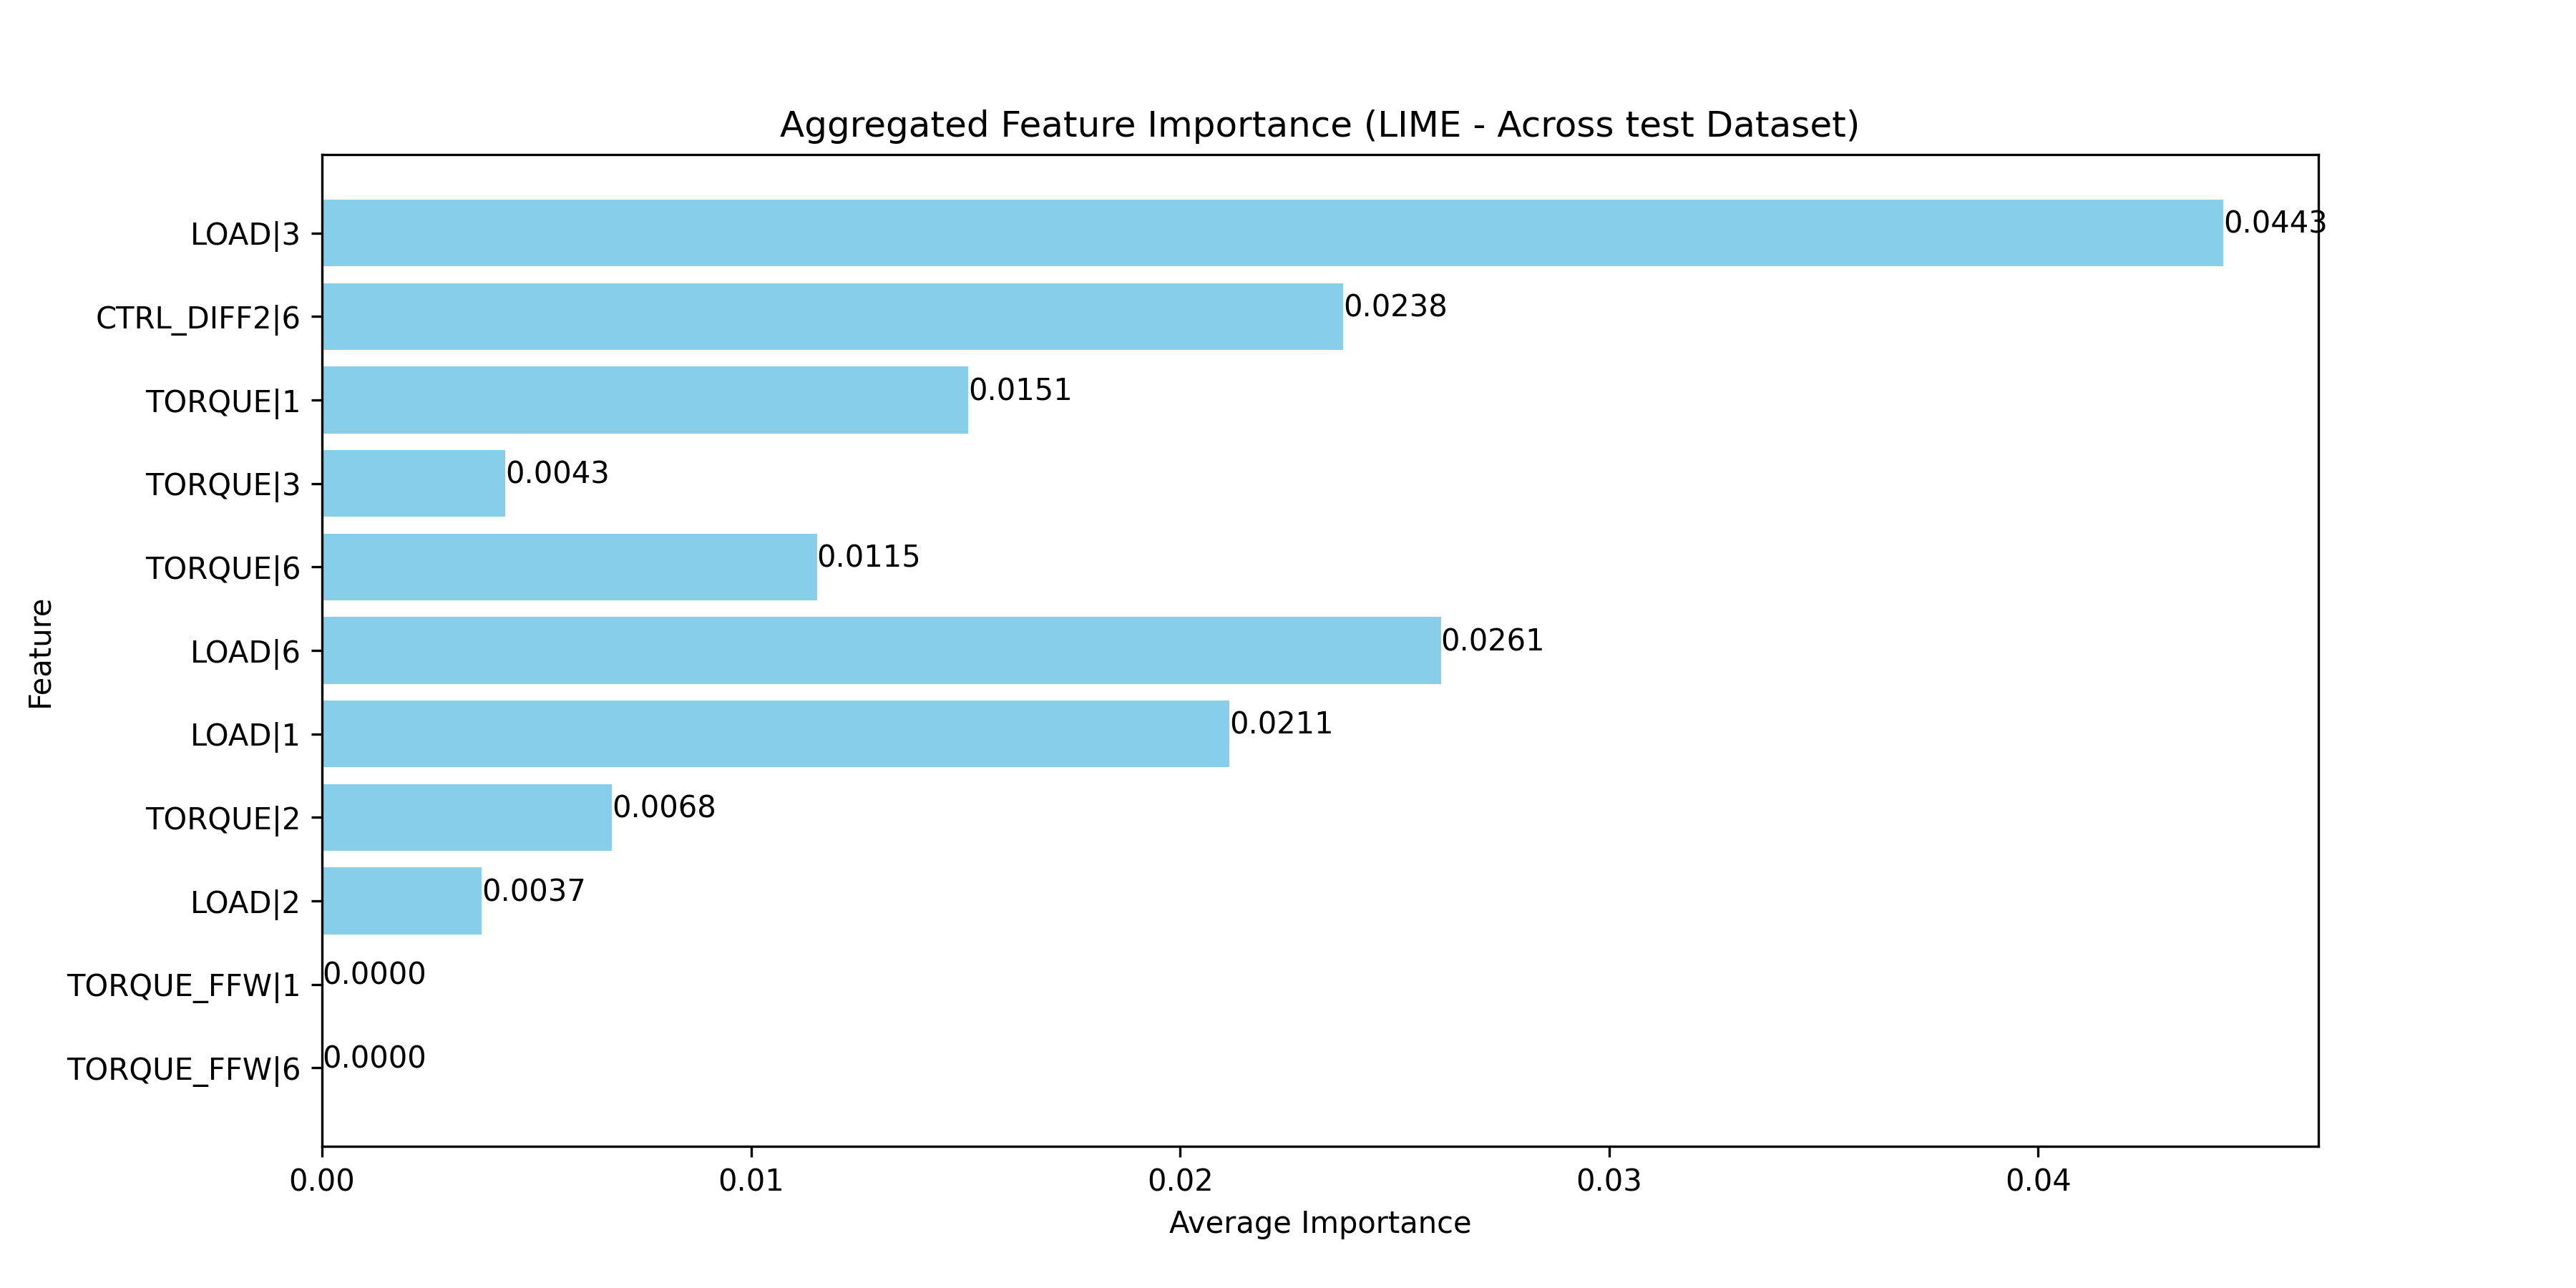 Aggregated Feature Importance (LIME - Across test Dataset)
LOAD|3 0.0443
CTRL_DIFF2|6 0.0238
TORQUE|1 0.0151
TORQUE|3 0.0043
TORQUE|6 0.0115
LOAD|6 0.0261
LOAD|1 0.0211
TORQUE|2 0.0068
LOAD|2 0.0037
TORQUE_FFW|1 0.0000
TORQUE_FFW|6 0.0000
Feature
0.00 0.01 0.02 0.03 0.04
Average Importance